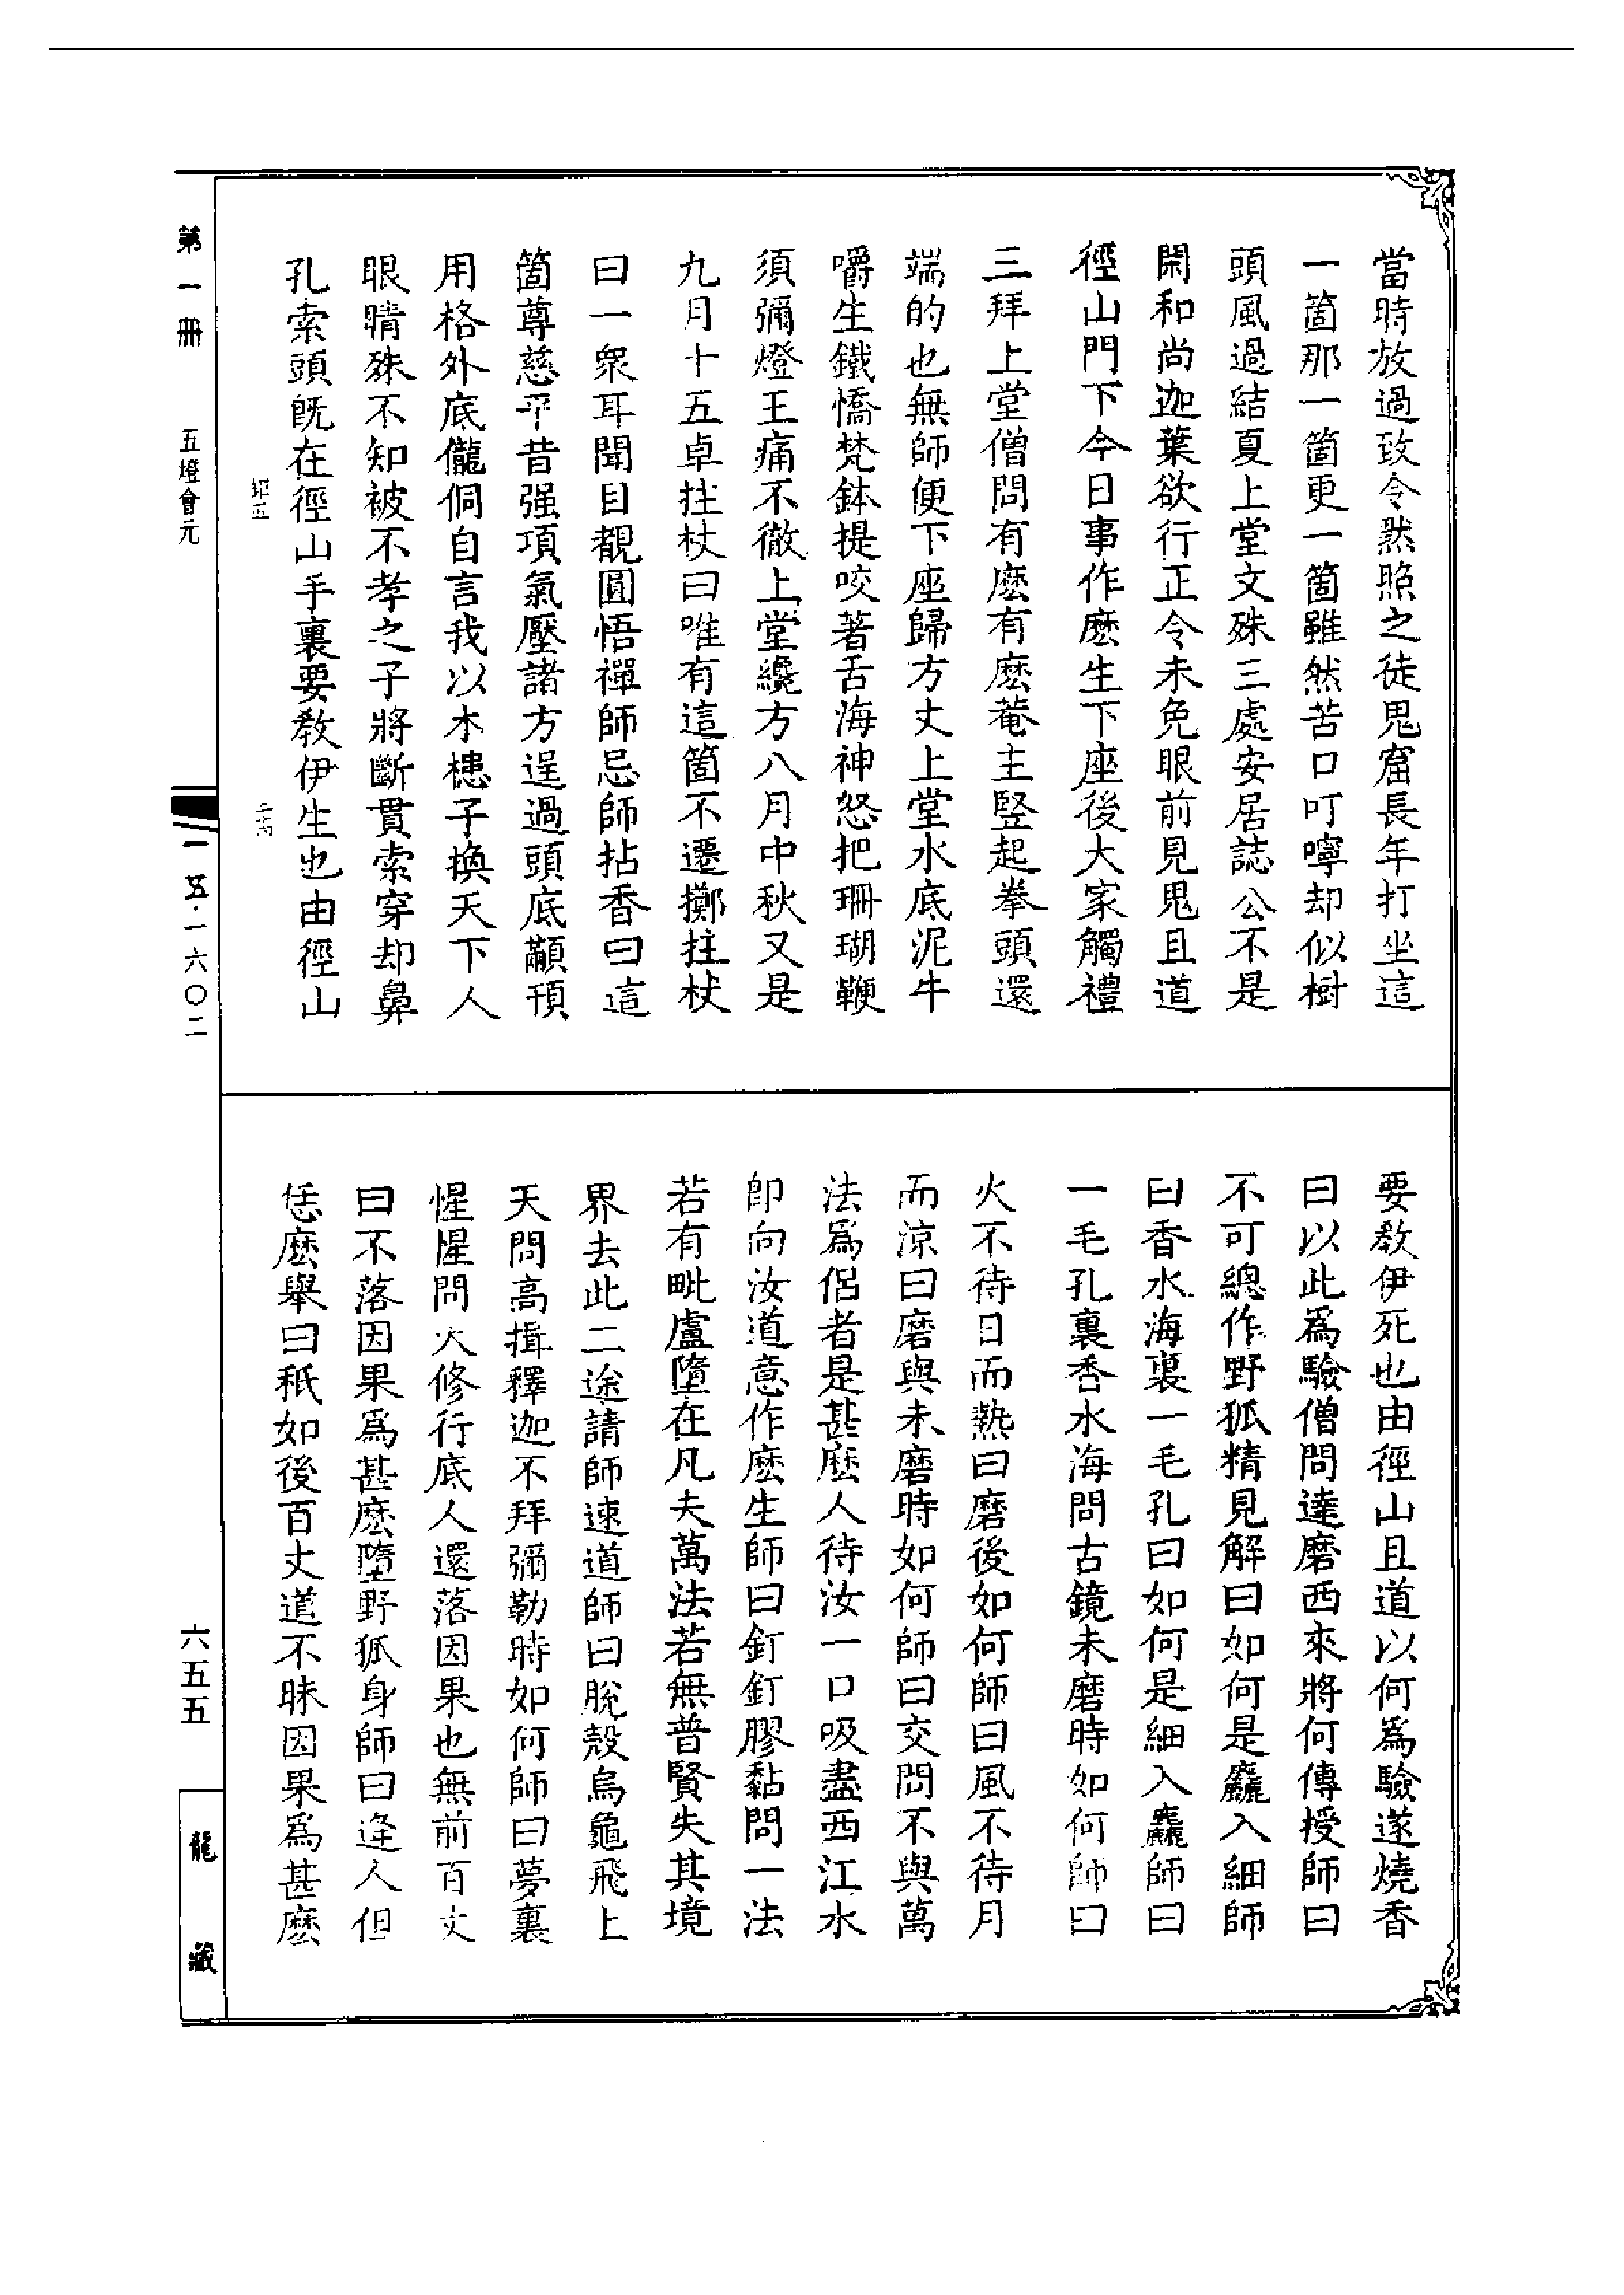 當時放過致令默照之徒鬼窟長年打坐這
一箇那一箇更一箇雖然苦口叮嚀却似樹
頭風過結夏上堂文殊三處安居誌公不是
閑和尚迦葉欲行正令未免眼前見鬼且道
徑山門下今日事作麽生下座後大家觸禮
三拜上堂僧問有麽有麽菴主竪起拳頭還
端的也無師便下座歸方丈上堂水底泥牛
嚼生鐵憍梵鉢提咬著舌海神怒把珊瑚鞭
須彌燈王痛不徹上堂纔方八月中秋又是
九月十五卓拄杖曰唯有這箇不遷擲拄杖
曰一衆耳聞目覩圓悟禪師忌師拈香曰這
箇尊慈平昔强項氣壓諸方逞過頭底顢頇
用格外底儱侗自言我以木槵子換天下人
眼睛殊不知被不孝之子將斷貫索穿却鼻
孔索頭旣在徑山手裏要教伊生也由徑山
要教伊死也由徑山且道以何爲驗遂燒香
曰以此爲驗僧問達磨西來將何傳授師曰
不可總作野狐精見解曰如何是麤入細師
曰香水海裏一毛孔曰如何是細入麤師曰
一毛孔裏香水海問古鏡未磨時如何師曰
火不待日而熱曰磨後如何師曰風不待月
而涼曰磨與未磨時如何師曰交問不與萬
法爲侶者是甚麽人待汝一口吸盡西江水
卽向汝道意作麽生師曰釘釘膠黏問一法
若有毗盧墮在凡夫萬法若無普賢失其境
界去此二途請師速道師曰脫殼烏龜飛上
天問高揖釋迦不拜彌勒時如何師曰夢裏
惺惺問大修行底人還落因果也無前百丈
曰不落因果爲甚麽墮野狐身師曰逢人但
恁麽舉曰秖如後百丈道不昧因果爲甚麽
第一冊
五燈會元
一五·一六〇二
六五五
龍藏